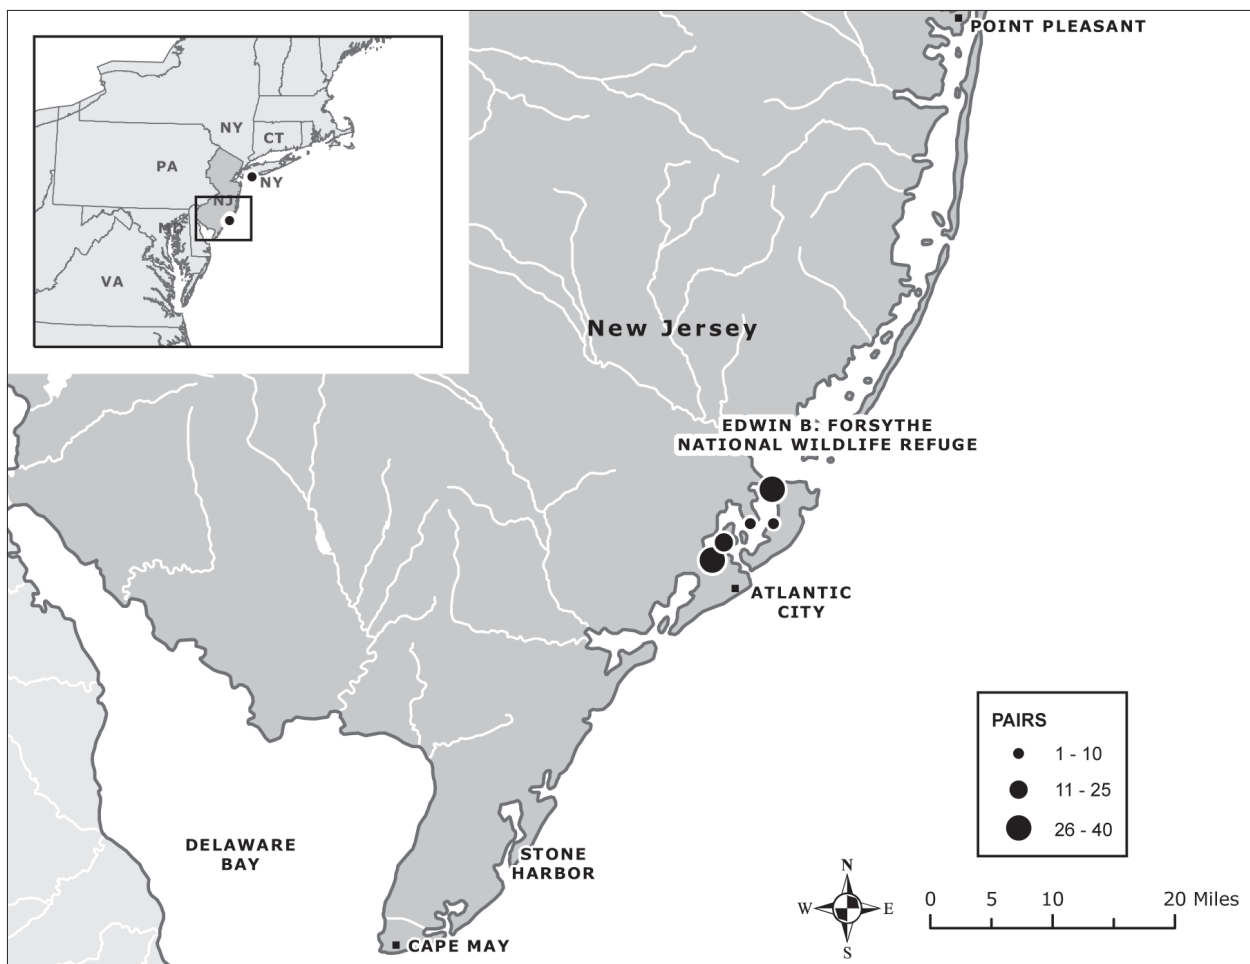 POINT PLEASANT
NY
CT
PA
NY
NJ
MD
VA
New Jersey
EDWIN B. FORSYTHE
NATIONAL WILDLIFE REFUGE
ATLANTIC
CITY
PAIRS
1 - 10
11 - 25
26 - 40
DELAWARE
BAY
STONE
HARBOR
CAPE MAY
N
W
E
S
0 5 10 20 Miles